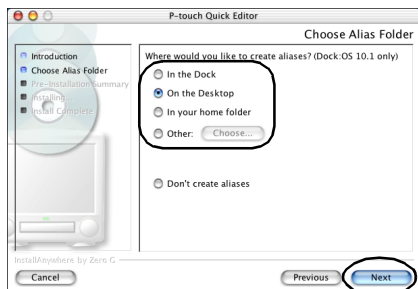 P-touch Quick Editor
Choose Alias Folder
Introduction
Choose Alias Folder
Pre-Installation Summary
Installing...
Install Complete
Where would you like to create aliases? (Dock:OS 10.1 only)
In the Dock
On the Desktop
In your home folder
Other: Choose...
Don't create aliases
InstallAnywhere by Zero G
Cancel
Previous
Next